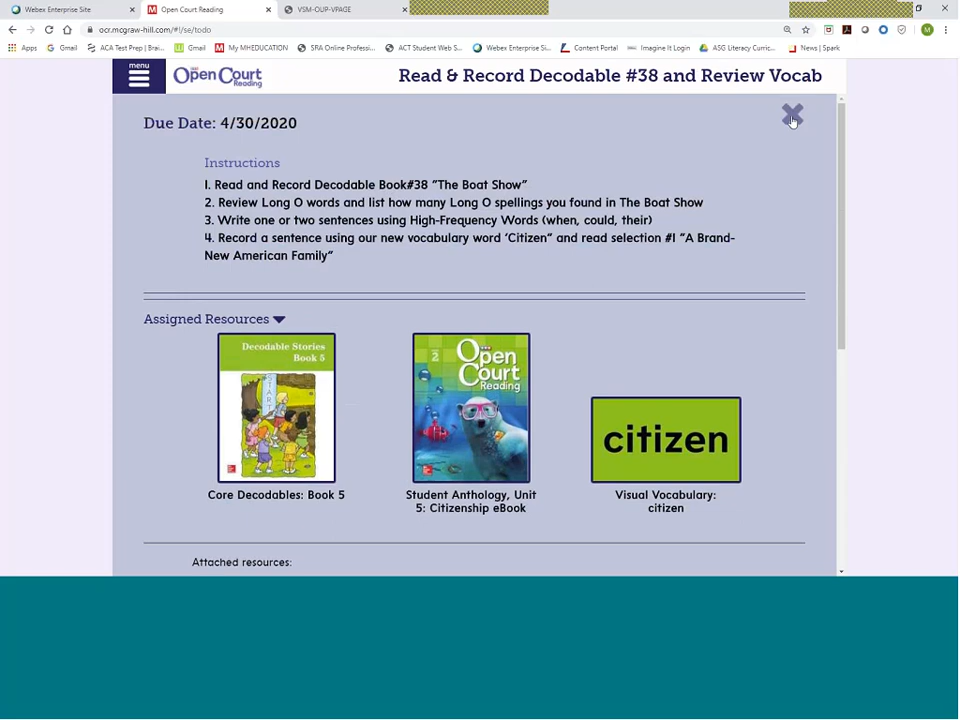 Webex Enterprise Site
Open Court Reading
VSM-OUP-VPAGE
ocr.mcgraw-hill.com/#!/se/todo
Apps
Gmail
ACA Test Prep | Brai...
Gmail
My MHEDUCATION
SRA Online Professi...
ACT Student Web S...
Webex Enterprise Si...
Content Portal
Imagine It Login
ASG Literacy Curric...
News | Spark
menu
Open Court
Reading
Read & Record Decodable #38 and Review Vocab
Due Date: 4/30/2020
Instructions
1. Read and Record Decodable Book#38 "The Boat Show"
2. Review Long O words and list how many Long O spellings you found in The Boat Show
3. Write one or two sentences using High-Frequency Words (when, could, their)
4. Record a sentence using our new vocabulary word 'Citizen" and read selection #1 "A Brand-
New American Family"
Assigned Resources
Decodable Stories
Book 5
START
Core Decodables: Book 5
2
Open
Court
Reading
Student Anthology, Unit
5: Citizenship eBook
citizen
Visual Vocabulary:
citizen
Attached resources: